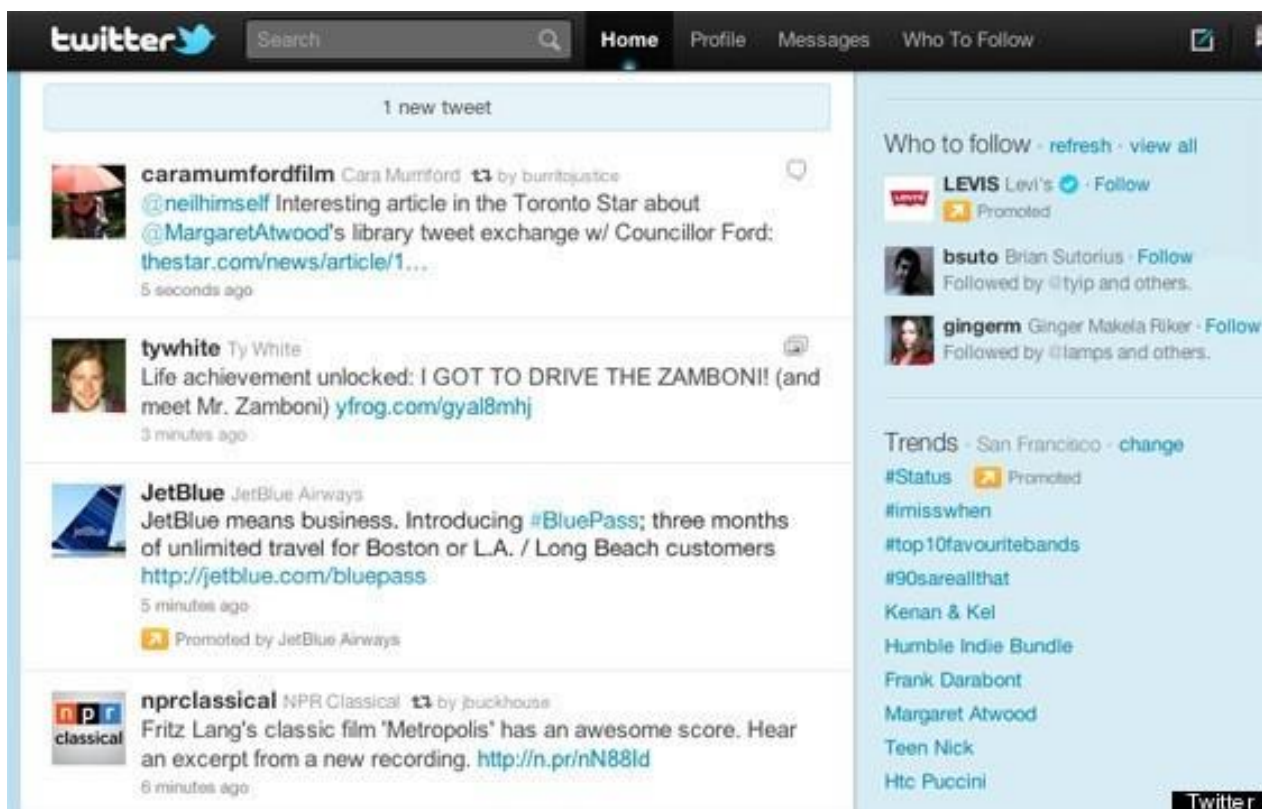 twitter Search Home Profile Messages Who To Follow
1 new tweet
caramumfordfilm Cara Mumford by burritojustice
@neilhimself Interesting article in the Toronto Star about
@MargaretAtwood's library tweet exchange w/ Councillor Ford:
thestar.com/news/article/1…
5 seconds ago
tywhite Ty White
Life achievement unlocked: I GOT TO DRIVE THE ZAMBONI! (and
meet Mr. Zamboni) yfrog.com/gyal8mhj
3 minutes ago
JetBlue JetBlue Airways
JetBlue means business. Introducing #BluePass; three months
of unlimited travel for Boston or L.A. / Long Beach customers
http://jetblue.com/bluepass
5 minutes ago
Promoted by JetBlue Airways
jetBlue
nprclassical NPR Classical by jbuckhouse
Fritz Lang's classic film 'Metropolis' has an awesome score. Hear
an excerpt from a new recording. http://n.pr/nN88Id
6 minutes ago
npr
classical
Who to follow · refresh · view all
LEVIS Levi's · Follow
Promoted
Levi's
bsuto Brian Sutorius · Follow
Followed by @tyip and others.
gingerm Ginger Makela Riker · Follow
Followed by @lamps and others.
Trends · San Francisco · change
#Status Promoted
#imisswhen
#top10favouritebands
#90sareallthat
Kenan & Kel
Humble Indie Bundle
Frank Darabont
Margaret Atwood
Teen Nick
Htc Puccini
Twitter